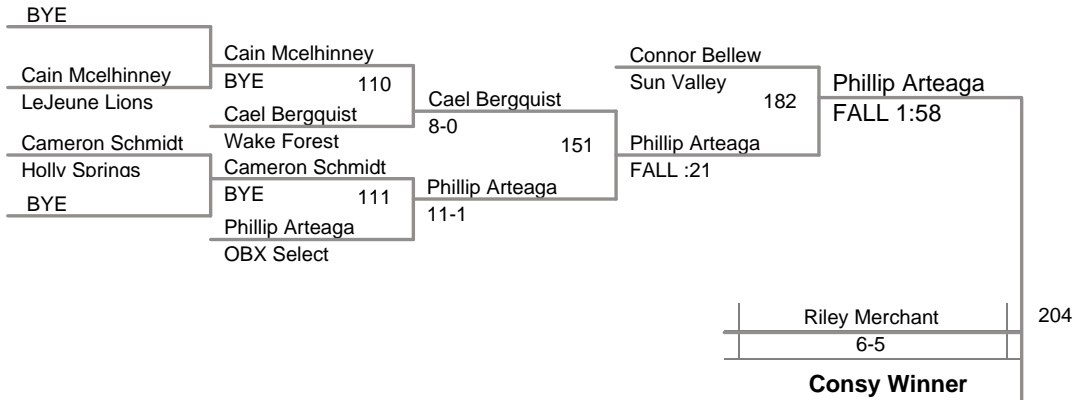 BYE
Cain Mcelhinney
LeJeune Lions
Cameron Schmidt
Holly Springs
BYE
Cain Mcelhinney
BYE
110
Cael Bergquist
Wake Forest
Cameron Schmidt
BYE
111
Phillip Arteaga
OBX Select
Cael Bergquist
8-0
151
Phillip Arteaga
11-1
Connor Bellew
Sun Valley
182
Phillip Arteaga
FALL :21
Phillip Arteaga
FALL 1:58
204
Riley Merchant
6-5
Consy Winner